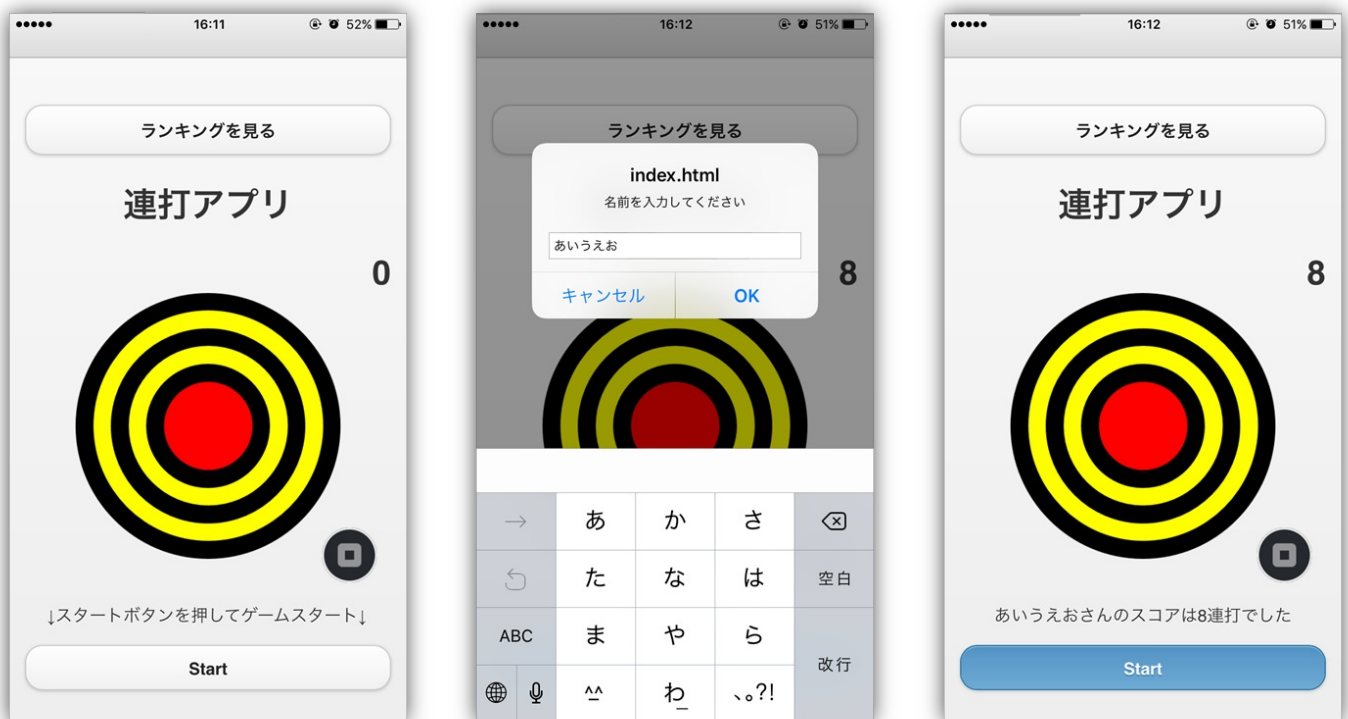 16:11
52%
ランキングを見る
連打アプリ
0
↓スタートボタンを押してゲームスタート↓
Start
16:12
51%
ランキングを見る
index.html
名前を入力してください
あいうえお
キャンセル
OK
8
→
あ
か
さ
た
な
は
空白
ABC
ま
や
ら
改行
^^
わ
、。?!
16:12
51%
ランキングを見る
連打アプリ
8
あいうえおさんのスコアは8連打でした
Start